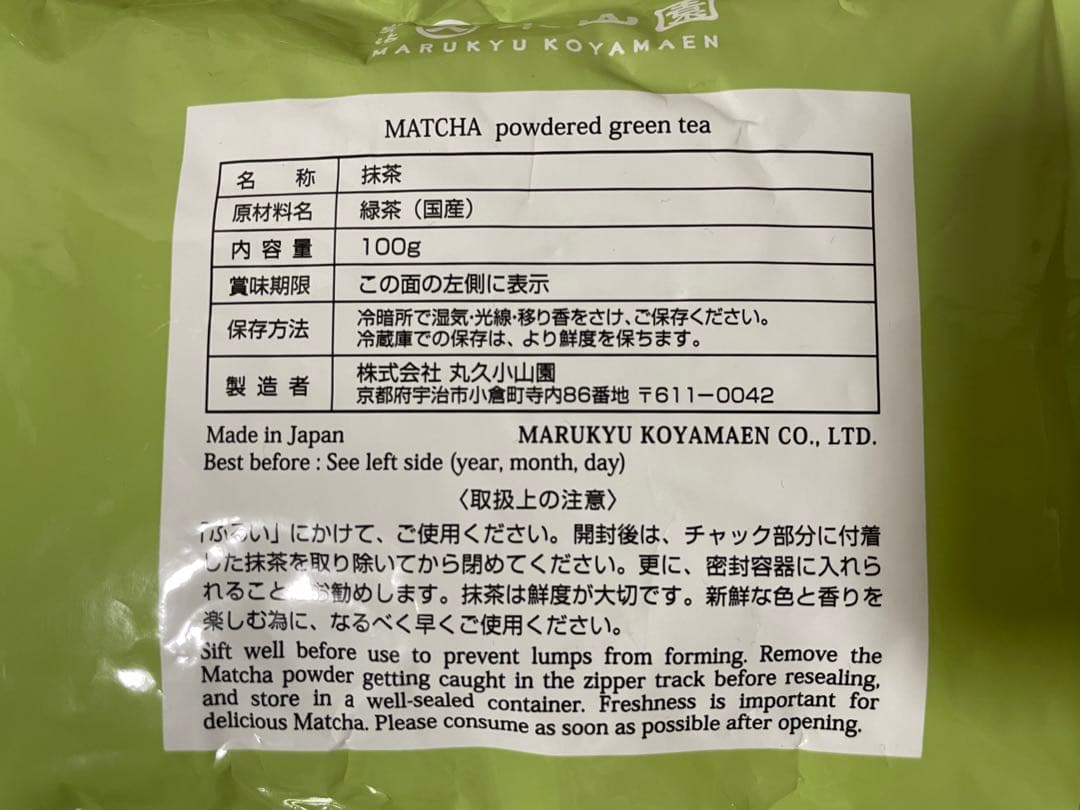 園
MARUKYU KOYAMAEN
MATCHA powdered green tea
名 称 抹茶
原材料名 緑茶（国産）
内容量 100g
賞味期限 この面の左側に表示
保存方法 冷暗所で湿気・光線・移り香をさけ、ご保存ください。
冷蔵庫での保存は、より鮮度を保ちます。
製造者 株式会社 丸久小山園
京都府宇治市小倉町寺内86番地 〒611-0042
Made in Japan MARUKYU KOYAMAEN CO., LTD.
Best before : See left side (year, month, day)
〈取扱上の注意〉
「ふるい」にかけて、ご使用ください。開封後は、チャック部分に付着
した抹茶を取り除いてから閉めてください。更に、密封容器に入れら
れること お勧めします。抹茶は鮮度が大切です。新鮮な色と香りを
楽しむ為に、なるべく早くご使用ください。
Sift well before use to prevent lumps from forming. Remove the
Matcha powder getting caught in the zipper track before resealing,
and store in a well-sealed container. Freshness is important for
delicious Matcha. Please consume as soon as possible after opening.